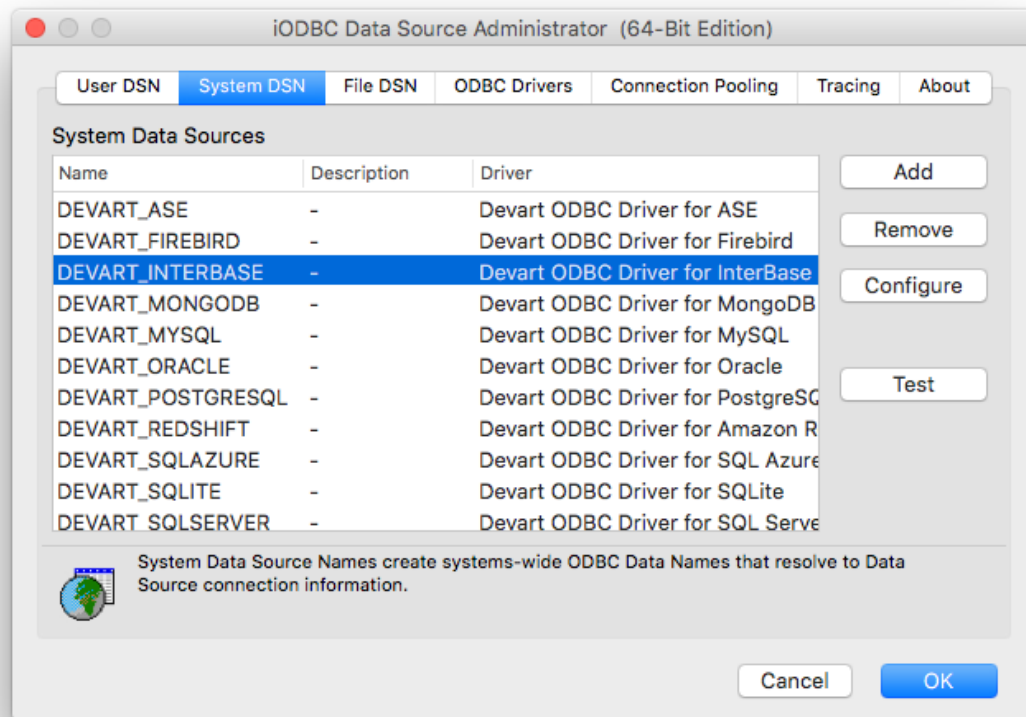 iODBC Data Source Administrator (64-Bit Edition)
User DSN System DSN File DSN ODBC Drivers Connection Pooling Tracing About
System Data Sources
Name Description Driver
Add
DEVART_ASE - Devart ODBC Driver for ASE
Remove
DEVART_FIREBIRD - Devart ODBC Driver for Firebird
DEVART_INTERBASE - Devart ODBC Driver for InterBase
Configure
DEVART_MONGODB - Devart ODBC Driver for MongoDB
DEVART_MYSQL - Devart ODBC Driver for MySQL
DEVART_ORACLE - Devart ODBC Driver for Oracle
Test
DEVART_POSTGRESQL - Devart ODBC Driver for PostgreSQ
DEVART_REDSHIFT - Devart ODBC Driver for Amazon R
DEVART_SQLAZURE - Devart ODBC Driver for SQL Azure
DEVART_SQLITE - Devart ODBC Driver for SQLite
DEVART_SQLSERVER - Devart ODBC Driver for SQL Serve
System Data Source Names create systems-wide ODBC Data Names that resolve to Data
Source connection information.
Cancel OK